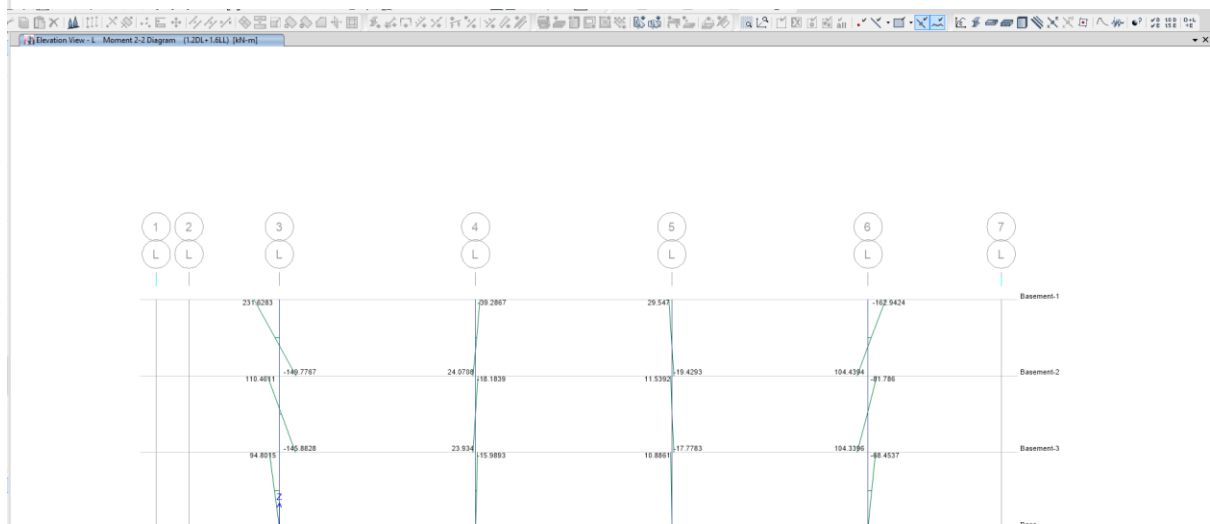 Elevation View - L Moment 2-2 Diagram (1.2DL+1.6LL) [kN-m]
1 2 3 4 5 6 7
L L L L L L L
Basement-1
231.6283 -39.2867 29.547 -162.9424
-149.7767 24.0708 -19.4293 104.4394 Basement-2
110.4611 -18.1839 11.5392 -81.786
-145.8828 23.934 -17.7783 104.3396 Basement-3
94.8015 -15.9893 10.8861 -68.4537
Z